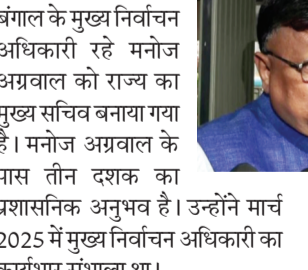 बंगाल के मुख्य निर्वाचन
अधिकारी रहे मनोज
अग्रवाल को राज्य का
मुख्य सचिव बनाया गया
है। मनोज अग्रवाल के
पास तीन दशक का
प्रशासनिक अनुभव है। उन्होंने मार्च
2025 में मुख्य निर्वाचन अधिकारी का
कार्यभार संभाला था।